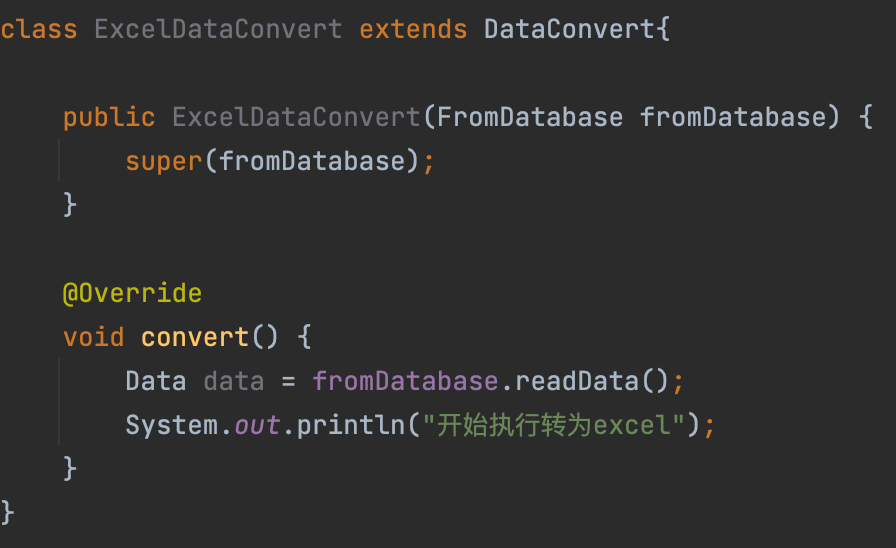 class ExcelDataConvert extends DataConvert{
public ExcelDataConvert(FromDatabase fromDatabase) {
super(fromDatabase);
}
@Override
void convert() {
Data data = fromDatabase.readData();
System.out.println("开始执行转为excel");
}
}